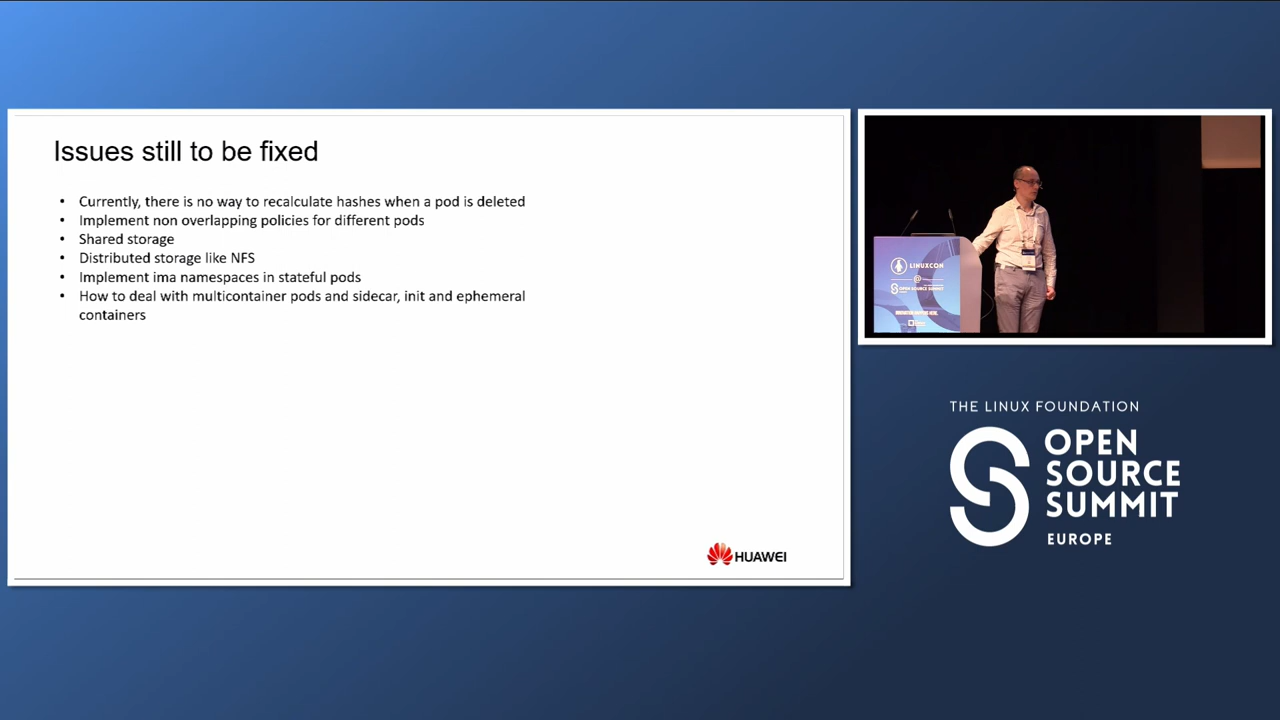 Issues still to be fixed
• Currently, there is no way to recalculate hashes when a pod is deleted
• Implement non overlapping policies for different pods
• Shared storage
• Distributed storage like NFS
• Implement ima namespaces in stateful pods
• How to deal with multicontainer pods and sidecar, init and ephemeral
containers
HUAWEI
LINUXCON
@
OPEN SOURCE SUMMIT
THE LINUX FOUNDATION
OPEN
SOURCE
SUMMIT
EUROPE